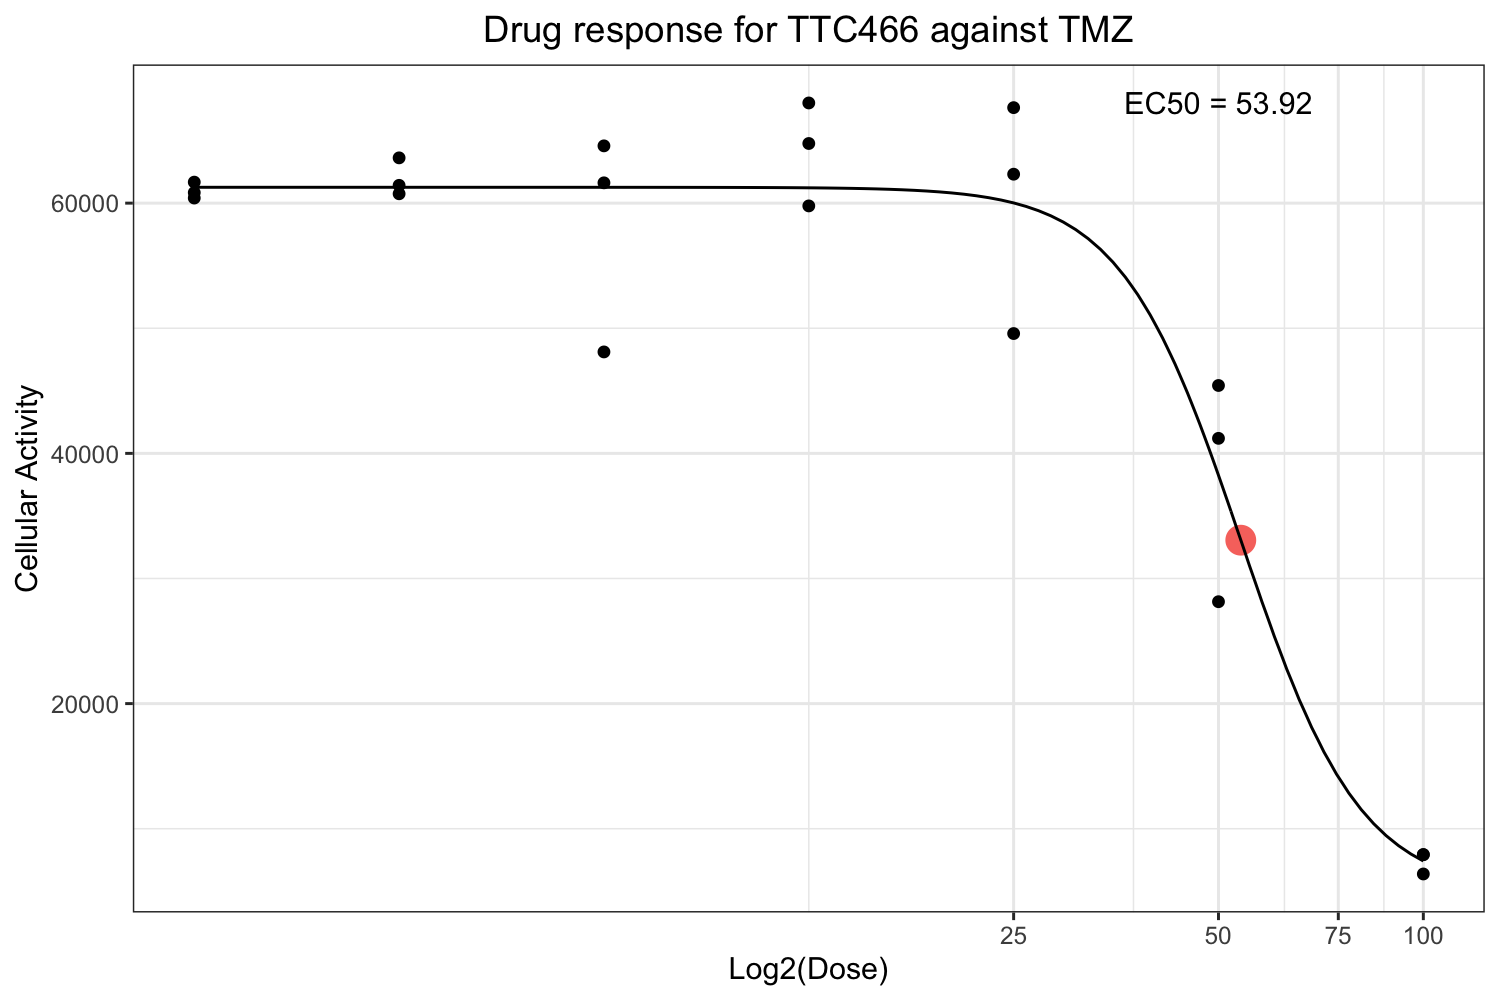 Drug response for TTC466 against TMZ
EC50 = 53.92
60000
40000
20000
Cellular Activity
25 50 75 100
Log2(Dose)